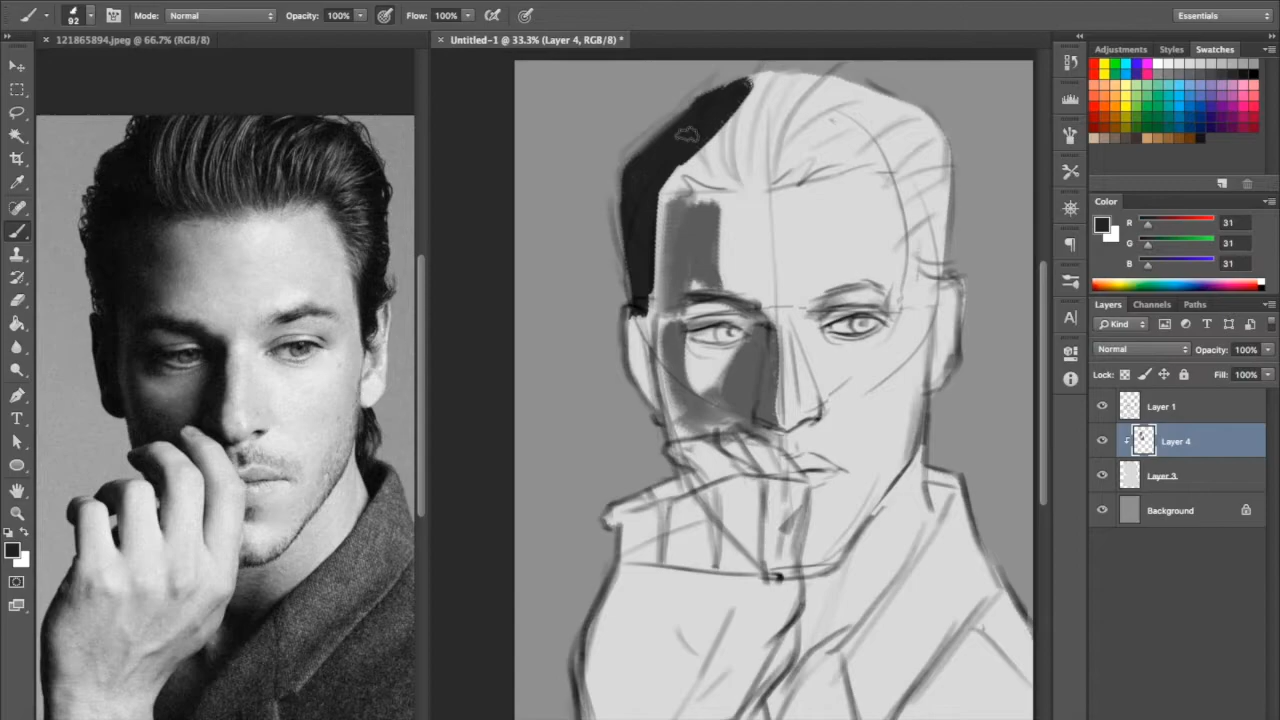 92 Mode: Normal Opacity: 100% Flow: 100% Essentials
× 121865894.jpeg @ 66.7% (RGB/8) × Untitled-1 @ 33.3% (Layer 4, RGB/8) *
Adjustments Styles Swatches
Color
R 31
G 31
B 31
Layers Channels Paths
Kind
Normal Opacity: 100%
Lock: Fill: 100%
Layer 1
Layer 4
Layer 3
Background